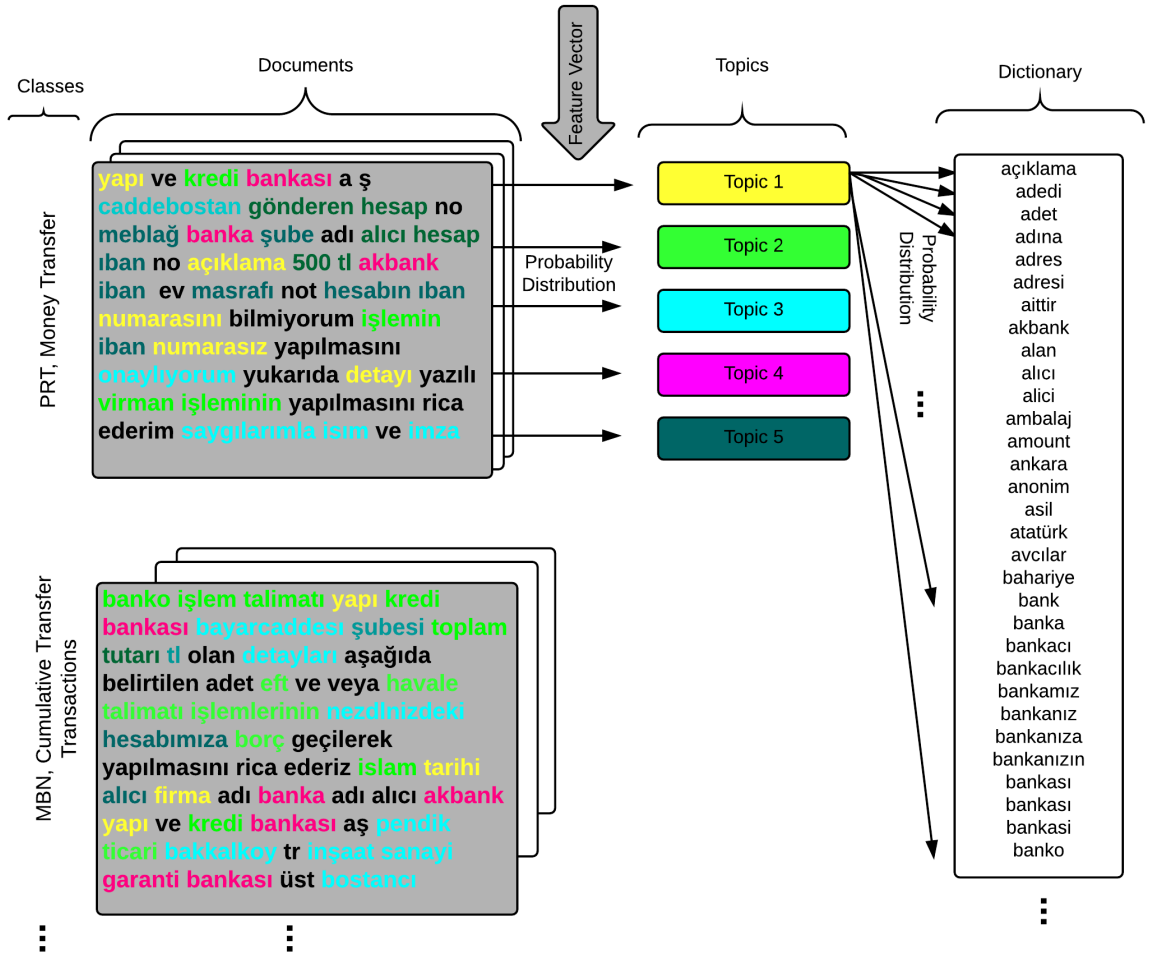 Classes
Documents
Feature Vector
Topics
Dictionary
PRT, Money Transfer
yapı ve kredi bankası a ş
caddebostan gönderen hesap no
meblağ banka şube adı alıcı hesap
ıban no açıklama 500 tl akbank
iban ev masrafı not hesabın ıban
numarasını bilmiyorum işlemin
iban numarasız yapılmasını
onaylıyorum yukarıda detayı yazılı
virman işleminin yapılmasını rica
ederim saygılarımla isim ve imza
Probability
Distribution
Topic 1
Topic 2
Topic 3
Topic 4
Topic 5
Probability
Distribution
...
açıklama
adedi
adet
adına
adres
adresi
aittir
akbank
alan
alıcı
alici
ambalaj
amount
ankara
anonim
asil
atatürk
avcılar
bahariye
bank
banka
bankacı
bankacılık
bankamız
bankanız
bankanıza
bankanızın
bankası
bankası
bankasi
banko
...
MBN, Cumulative Transfer
Transactions
banko işlem talimatı yapı kredi
bankası bayarcaddesi şubesi toplam
tutarı tl olan detayları aşağıda
belirtilen adet eft ve veya havale
talimatı işlemlerinin nezdinizdeki
hesabımıza borç geçilerek
yapılmasını rica ederiz islam tarihi
alıcı firma adı banka adı alıcı akbank
yapı ve kredi bankası aş pendik
ticari bakkalkoy tr inşaat sanayi
garanti bankası üst bostancı
...
...